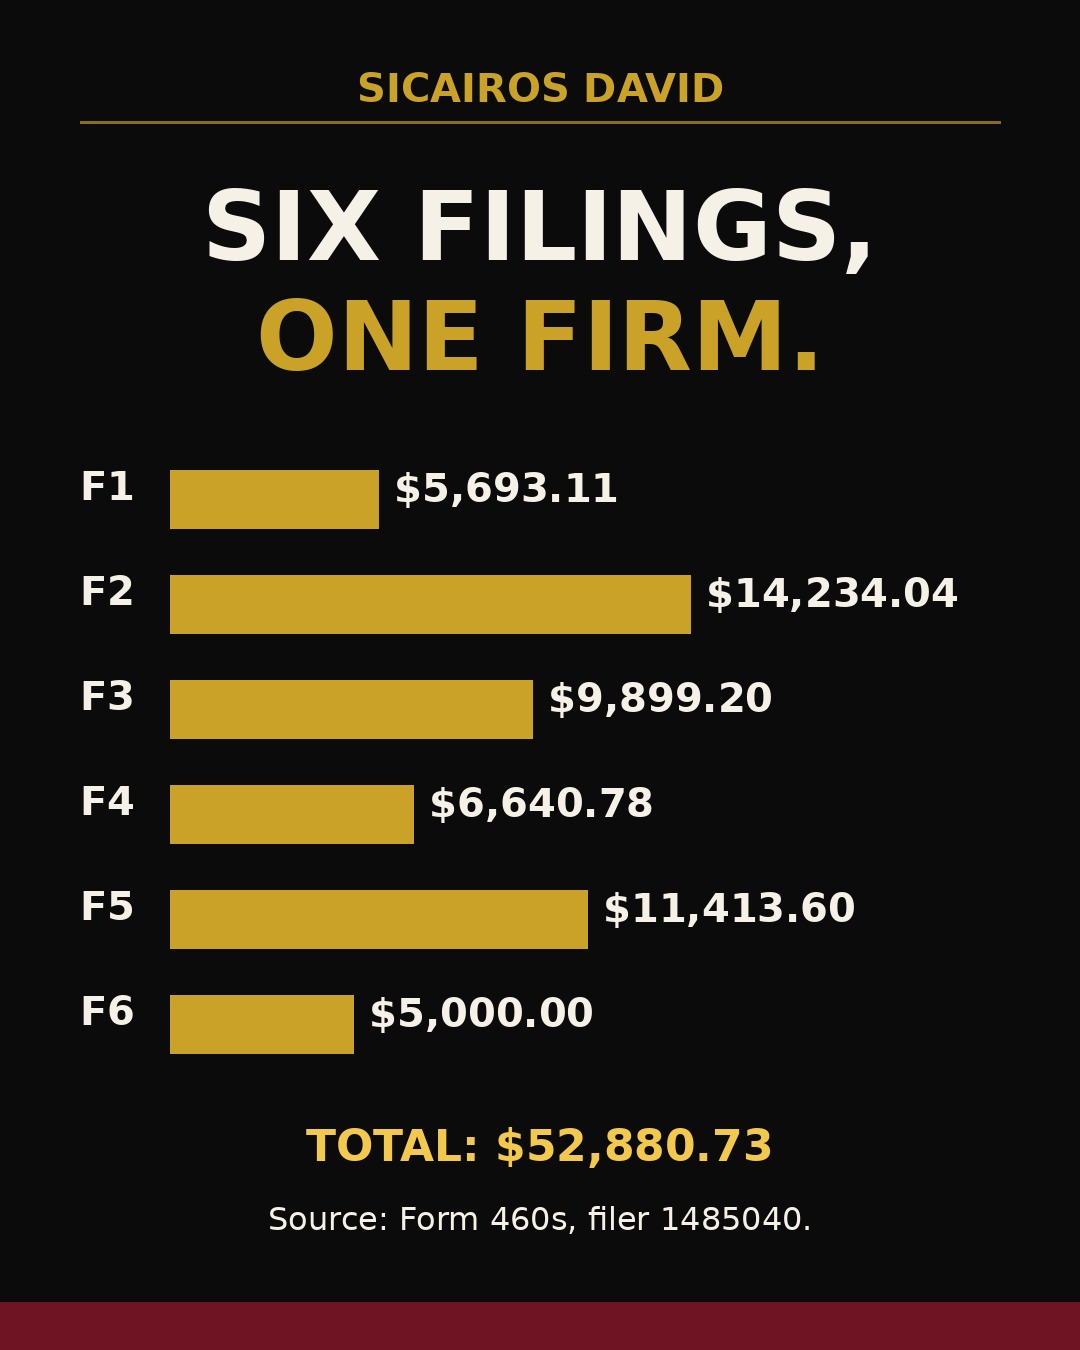 SICAIROS DAVID
SIX FILINGS,
ONE FIRM.
F1 $5,693.11
F2 $14,234.04
F3 $9,899.20
F4 $6,640.78
F5 $11,413.60
F6 $5,000.00
TOTAL: $52,880.73
Source: Form 460s, filer 1485040.